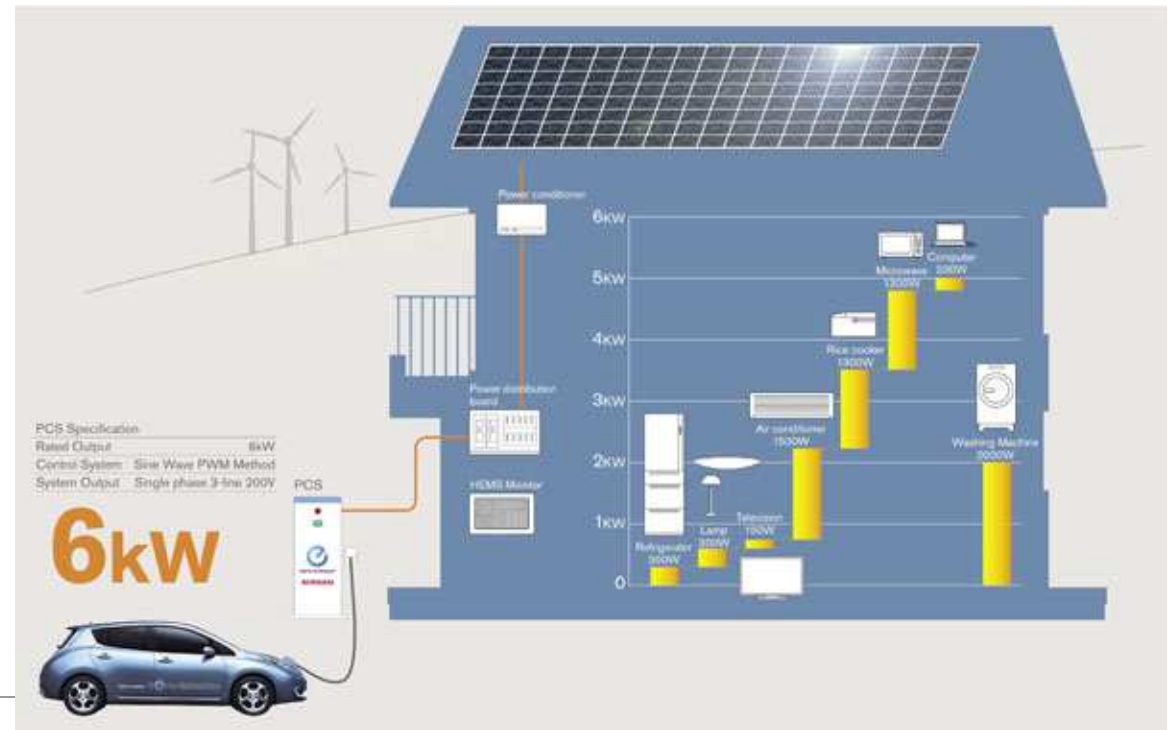 Power conditioner
6KW
5KW
4KW
3KW
2KW
1KW
0
Computer
Microwave
1300W
Rice cooker
1300W
Air conditioner
1500W
Washing Machine
2000W
Television
150W
Lamp
300W
Refrigerator
300W
Power distribution
board
HEMS Monitor
PCS Specification
Rated Output 6kW
Control System Sine Wave PWM Method
System Output Single phase 3-line 200V
6kW
PCS
NISSAN